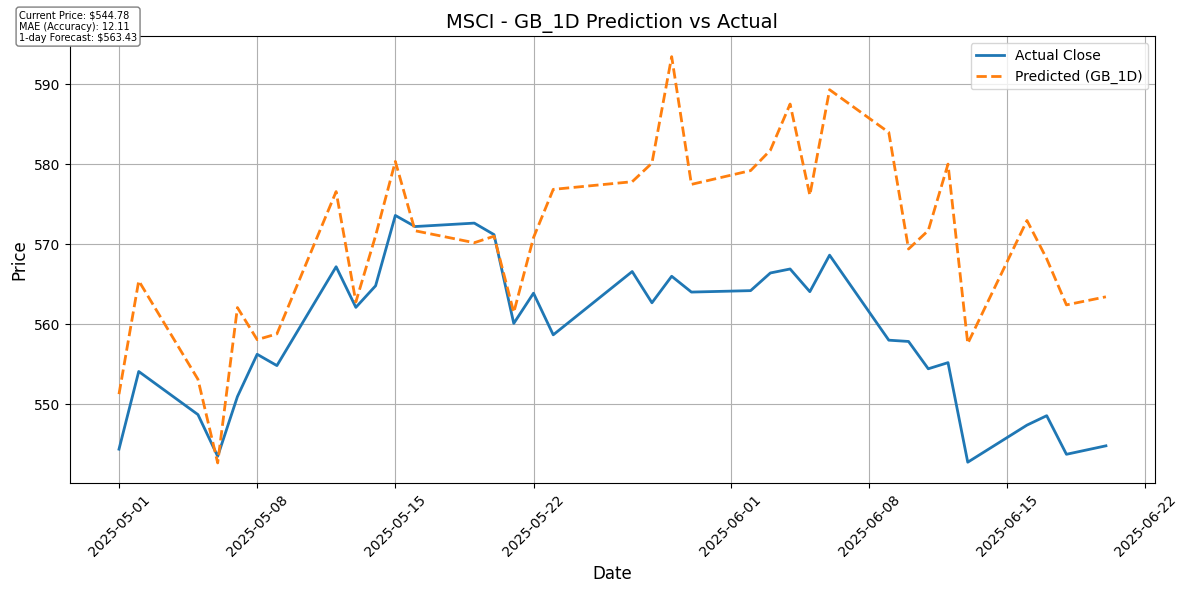 Current Price: $544.78
MAE (Accuracy): 12.11
1-day Forecast: $563.43
MSCI - GB_1D Prediction vs Actual
Actual Close
Predicted (GB_1D)
590
580
570
560
550
Price
2025-05-01
2025-05-08
2025-05-15
2025-05-22
2025-06-01
2025-06-08
2025-06-15
2025-06-22
Date